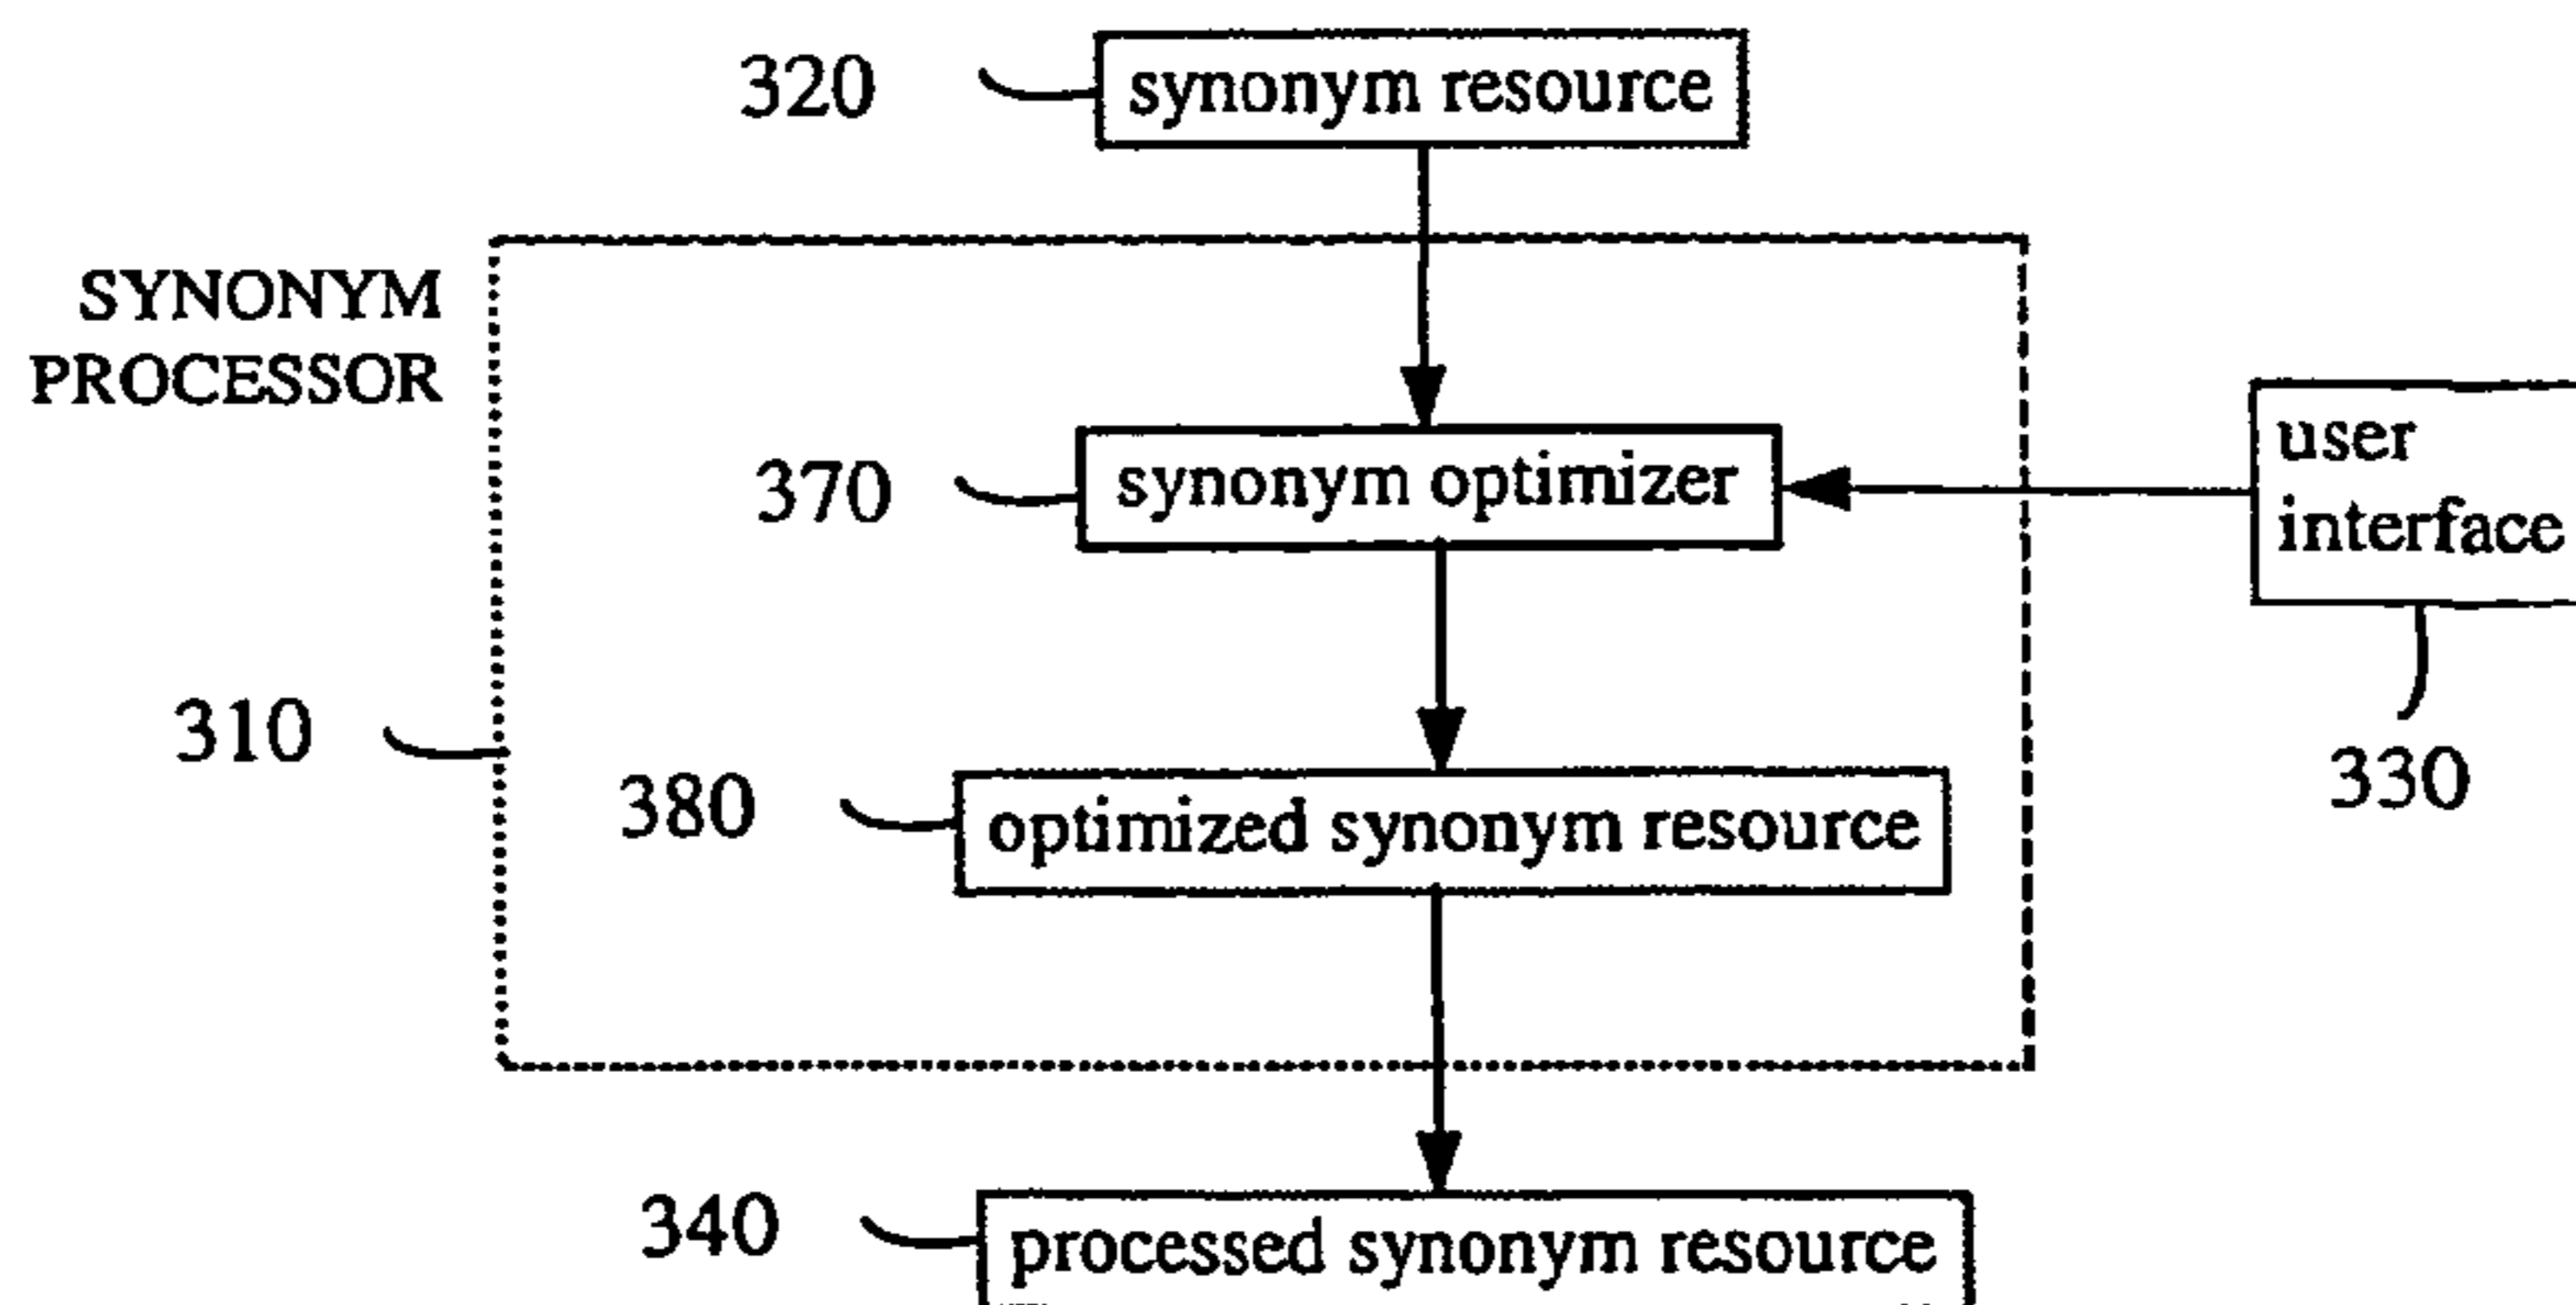 320
synonym resource
SYNONYM
PROCESSOR
user
interface
370
synonym optimizer
310
330
380
optimized synonym resource
340
processed synonym resource